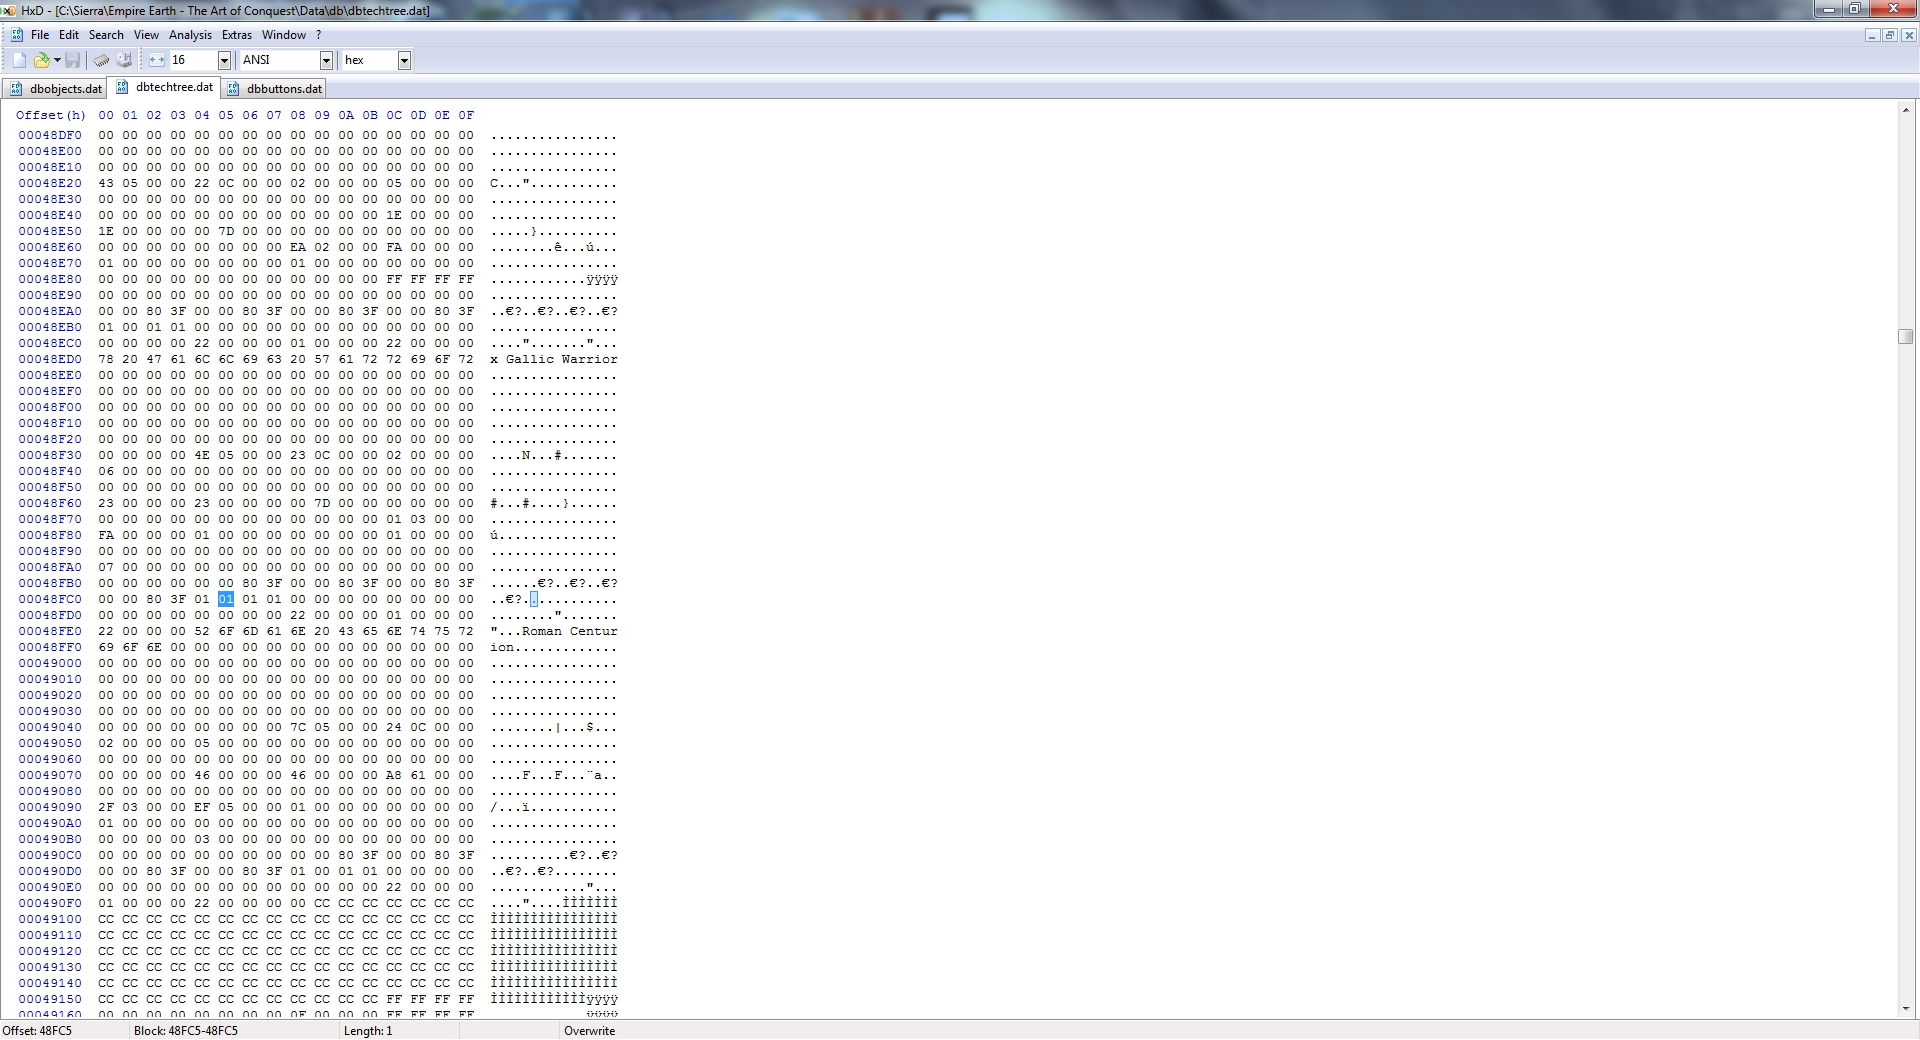 HxD - [C:\Sierra\Empire Earth - The Art of Conquest\Data\db\dbtechtree.dat]
File Edit Search View Analysis Extras Window ?
16 ANSI hex
dbobjects.dat dbtechtree.dat dbbuttons.dat
Offset(h) 00 01 02 03 04 05 06 07 08 09 0A 0B 0C 0D 0E 0F
00048DF0 00 00 00 00 00 00 00 00 00 00 00 00 00 00 00 00 ................
00048E00 00 00 00 00 00 00 00 00 00 00 00 00 00 00 00 00 ................
00048E10 00 00 00 00 00 00 00 00 00 00 00 00 00 00 00 00 ................
00048E20 43 05 00 00 22 0C 00 00 02 00 00 00 05 00 00 00 C..."...........
00048E30 00 00 00 00 00 00 00 00 00 00 00 00 00 00 00 00 ................
00048E40 00 00 00 00 00 00 00 00 00 00 00 00 1E 00 00 00 ................
00048E50 1E 00 00 00 00 7D 00 00 00 00 00 00 00 00 00 00 .....}..........
00048E60 00 00 00 00 00 00 00 00 EA 02 00 00 FA 00 00 00 ........ê...ú...
00048E70 01 00 00 00 00 00 00 00 01 00 00 00 00 00 00 00 ................
00048E80 00 00 00 00 00 00 00 00 00 00 00 00 FF FF FF FF ............ÿÿÿÿ
00048E90 00 00 00 00 00 00 00 00 00 00 00 00 00 00 00 00 ................
00048EA0 00 00 80 3F 00 00 80 3F 00 00 80 3F 00 00 80 3F ..€?..€?..€?..€?
00048EB0 01 00 01 01 00 00 00 00 00 00 00 00 00 00 00 00 ................
00048EC0 00 00 00 00 22 00 00 00 01 00 00 00 22 00 00 00 ...."......."...
00048ED0 78 20 47 61 6C 6C 69 63 20 57 61 72 72 69 6F 72 x Gallic Warrior
00048EE0 00 00 00 00 00 00 00 00 00 00 00 00 00 00 00 00 ................
00048EF0 00 00 00 00 00 00 00 00 00 00 00 00 00 00 00 00 ................
00048F00 00 00 00 00 00 00 00 00 00 00 00 00 00 00 00 00 ................
00048F10 00 00 00 00 00 00 00 00 00 00 00 00 00 00 00 00 ................
00048F20 00 00 00 00 00 00 00 00 00 00 00 00 00 00 00 00 ................
00048F30 00 00 00 00 4E 05 00 00 23 0C 00 00 02 00 00 00 ....N...#.......
00048F40 06 00 00 00 00 00 00 00 00 00 00 00 00 00 00 00 ................
00048F50 00 00 00 00 00 00 00 00 00 00 00 00 00 00 00 00 ................
00048F60 23 00 00 00 23 00 00 00 00 7D 00 00 00 00 00 00 #...#....}......
00048F70 00 00 00 00 00 00 00 00 00 00 00 00 01 03 00 00 ................
00048F80 FA 00 00 00 01 00 00 00 00 00 00 00 01 00 00 00 ú...............
00048F90 00 00 00 00 00 00 00 00 00 00 00 00 00 00 00 00 ................
00048FA0 07 00 00 00 00 00 00 00 00 00 00 00 00 00 00 00 ................
00048FB0 00 00 00 00 00 00 80 3F 00 00 80 3F 00 00 80 3F ......€?..€?..€?
00048FC0 00 00 80 3F 01 01 01 01 00 00 00 00 00 00 00 00 ..€?............
00048FD0 00 00 00 00 00 00 00 00 22 00 00 00 01 00 00 00 ........".......
00048FE0 22 00 00 00 52 6F 6D 61 6E 20 43 65 6E 74 75 72 "...Roman Centur
00048FF0 69 6F 6E 00 00 00 00 00 00 00 00 00 00 00 00 00 ion.............
00049000 00 00 00 00 00 00 00 00 00 00 00 00 00 00 00 00 ................
00049010 00 00 00 00 00 00 00 00 00 00 00 00 00 00 00 00 ................
00049020 00 00 00 00 00 00 00 00 00 00 00 00 00 00 00 00 ................
00049030 00 00 00 00 00 00 00 00 00 00 00 00 00 00 00 00 ................
00049040 00 00 00 00 00 00 00 00 7C 05 00 00 24 0C 00 00 ........|...$...
00049050 02 00 00 00 05 00 00 00 00 00 00 00 00 00 00 00 ................
00049060 00 00 00 00 00 00 00 00 00 00 00 00 00 00 00 00 ................
00049070 00 00 00 00 46 00 00 00 46 00 00 00 A8 61 00 00 ....F...F...¨a..
00049080 00 00 00 00 00 00 00 00 00 00 00 00 00 00 00 00 ................
00049090 2F 03 00 00 EF 05 00 00 01 00 00 00 00 00 00 00 /...ï...........
000490A0 01 00 00 00 00 00 00 00 00 00 00 00 00 00 00 00 ................
000490B0 00 00 00 00 03 00 00 00 00 00 00 00 00 00 00 00 ................
000490C0 00 00 00 00 00 00 00 00 00 00 80 3F 00 00 80 3F ..........€?..€?
000490D0 00 00 80 3F 00 00 80 3F 01 00 01 01 00 00 00 00 ..€?..€?........
000490E0 00 00 00 00 00 00 00 00 00 00 00 00 22 00 00 00 ............"...
000490F0 01 00 00 00 22 00 00 00 00 CC CC CC CC CC CC CC ...."....ÌÌÌÌÌÌÌ
00049100 CC CC CC CC CC CC CC CC CC CC CC CC CC CC CC CC ÌÌÌÌÌÌÌÌÌÌÌÌÌÌÌÌ
00049110 CC CC CC CC CC CC CC CC CC CC CC CC CC CC CC CC ÌÌÌÌÌÌÌÌÌÌÌÌÌÌÌÌ
00049120 CC CC CC CC CC CC CC CC CC CC CC CC CC CC CC CC ÌÌÌÌÌÌÌÌÌÌÌÌÌÌÌÌ
00049130 CC CC CC CC CC CC CC CC CC CC CC CC CC CC CC CC ÌÌÌÌÌÌÌÌÌÌÌÌÌÌÌÌ
00049140 CC CC CC CC CC CC CC CC CC CC CC CC CC CC CC CC ÌÌÌÌÌÌÌÌÌÌÌÌÌÌÌÌ
00049150 CC CC CC CC CC CC CC CC CC CC CC CC FF FF FF FF ÌÌÌÌÌÌÌÌÌÌÌÌÿÿÿÿ
00049160
Offset: 48FC5 Block: 48FC5-48FC5 Length: 1 Overwrite